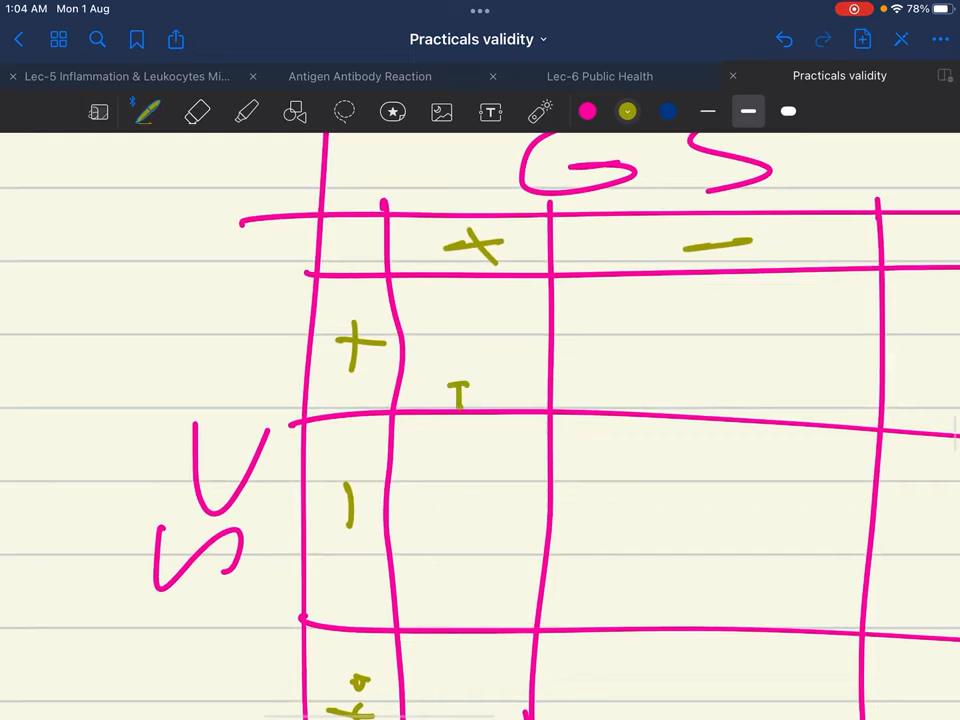 1:04 AM Mon 1 Aug
78%
Practicals validity
Lec-5 Inflammation & Leukocytes Mi...
Antigen Antibody Reaction
Lec-6 Public Health
Practicals validity
T
GS
+ −
+
T
U
S
−